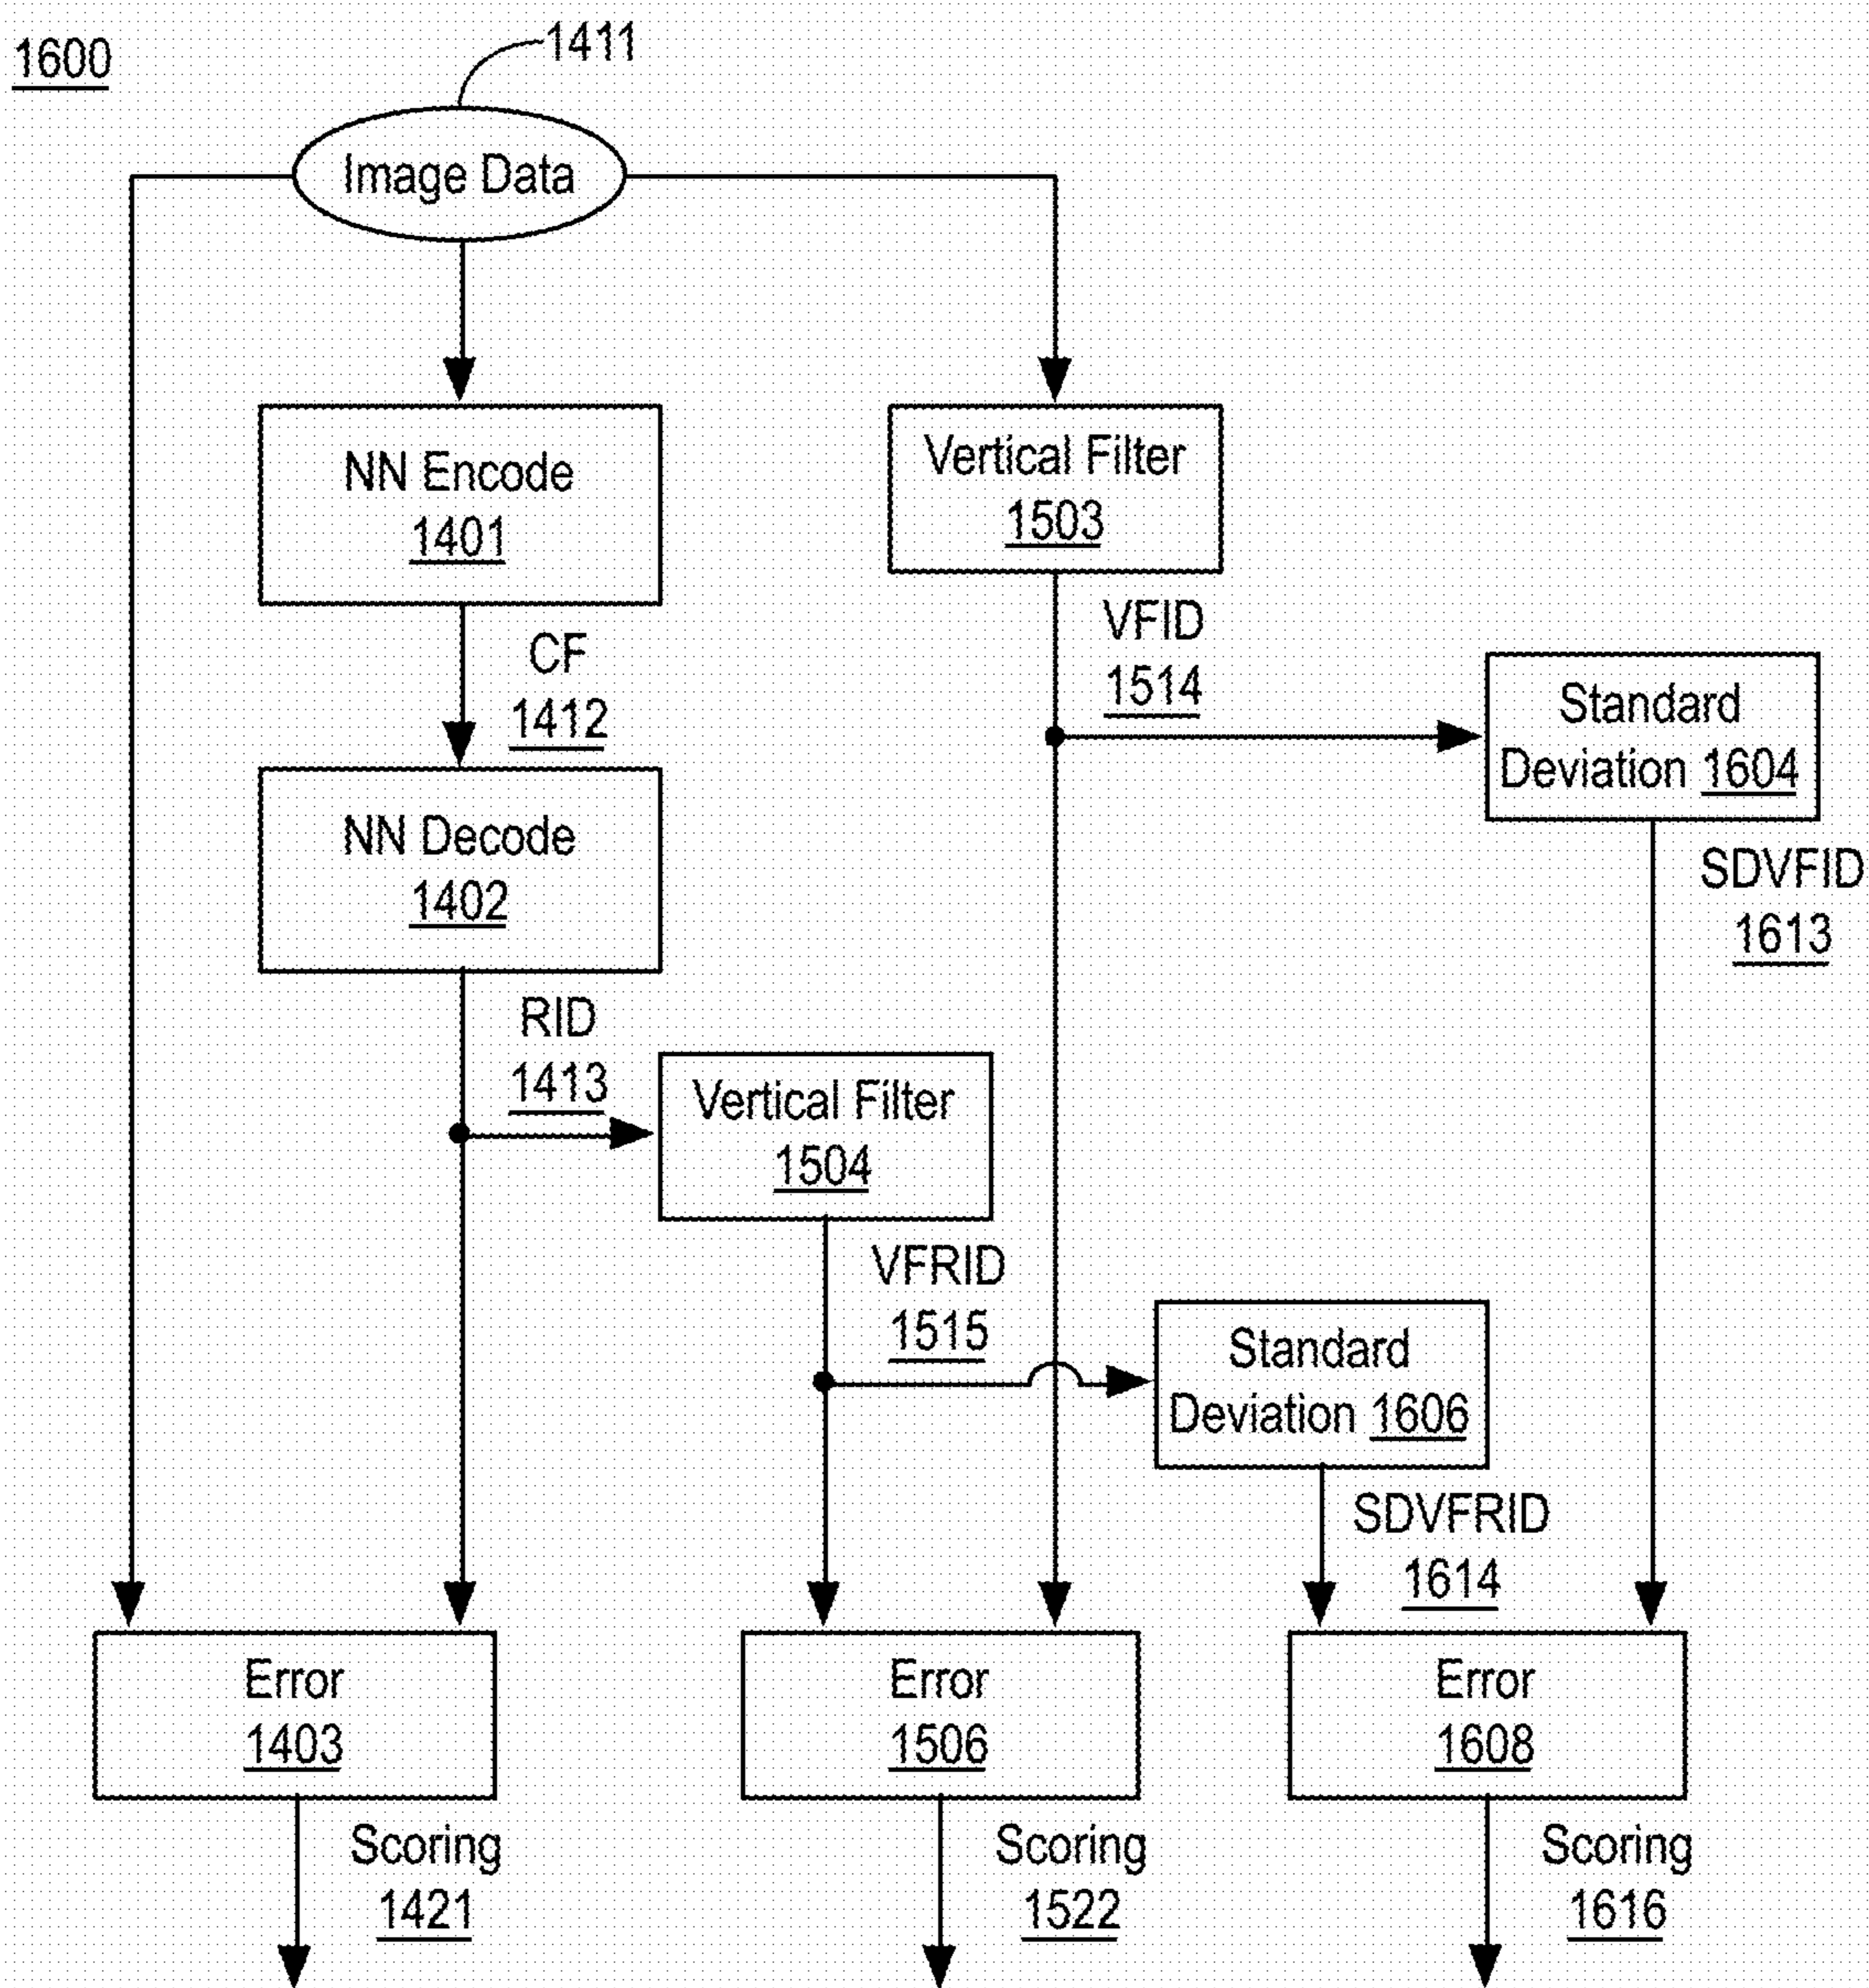 1600
1411
Image Data
NN Encode
1401
Vertical Filter
1503
CF
1412
VFID
1514
Standard
Deviation 1604
NN Decode
1402
SDVFID
1613
RID
1413
Vertical Filter
1504
VFRID
1515
Standard
Deviation 1606
SDVFRID
1614
Error
1403
Error
1506
Error
1608
Scoring
1421
Scoring
1522
Scoring
1616